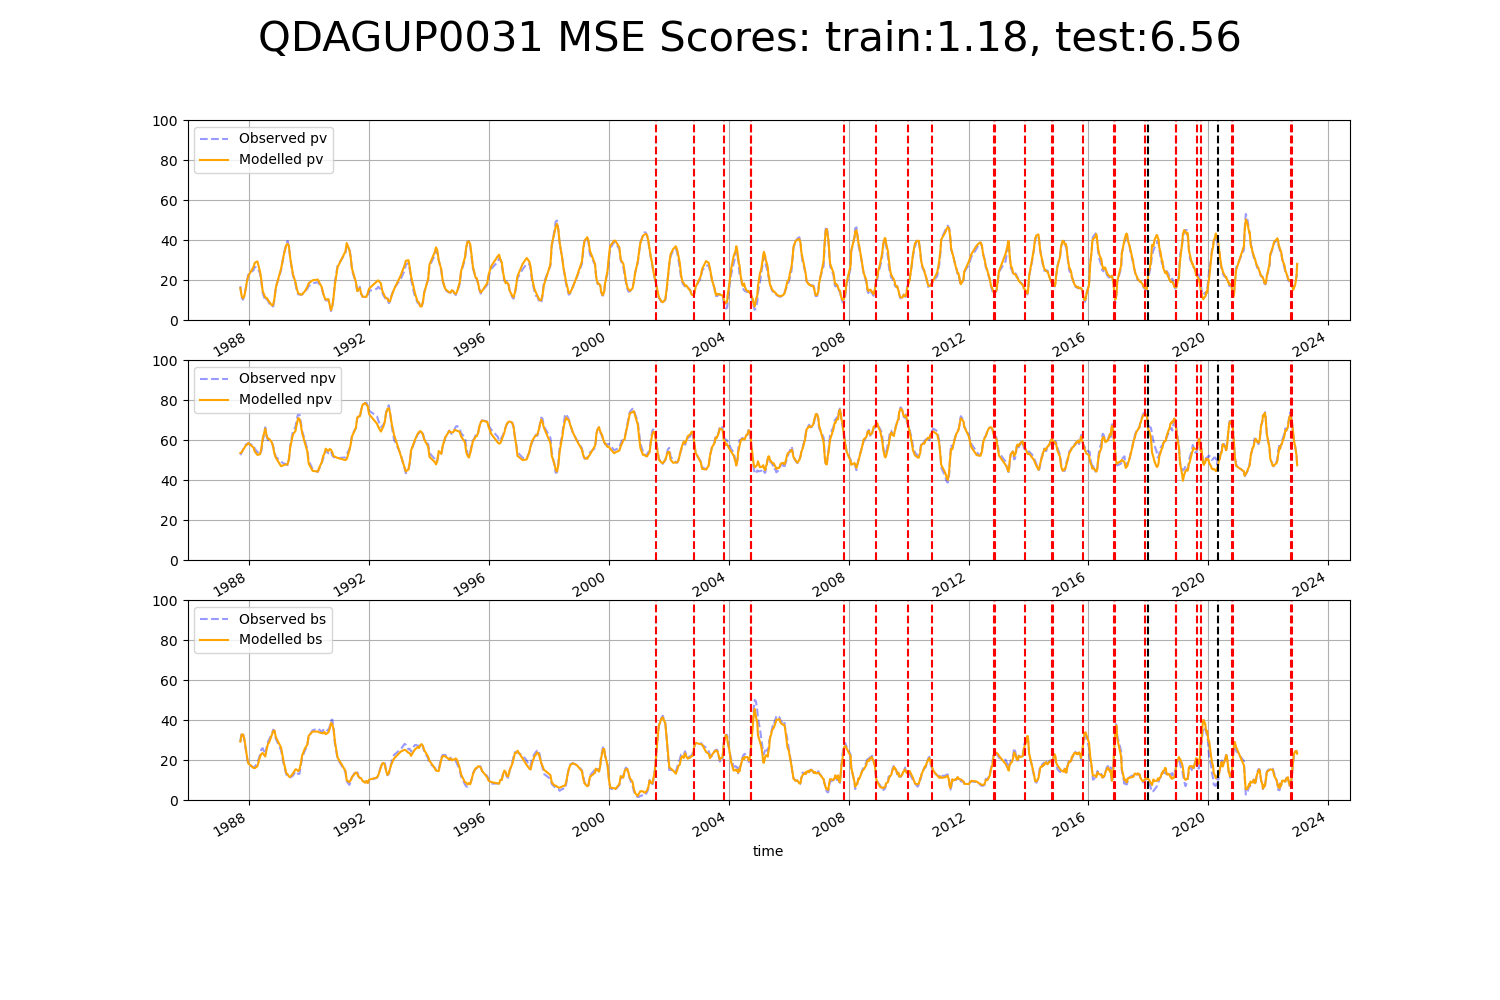 QDAGUP0031 MSE Scores: train:1.18, test:6.56
100
80
60
40
20
0
Observed pv
Modelled pv
1988 1992 1996 2000 2004 2008 2012 2016 2020 2024
100
80
60
40
20
0
Observed npv
Modelled npv
1988 1992 1996 2000 2004 2008 2012 2016 2020 2024
100
80
60
40
20
0
Observed bs
Modelled bs
1988 1992 1996 2000 2004 2008 2012 2016 2020 2024
time